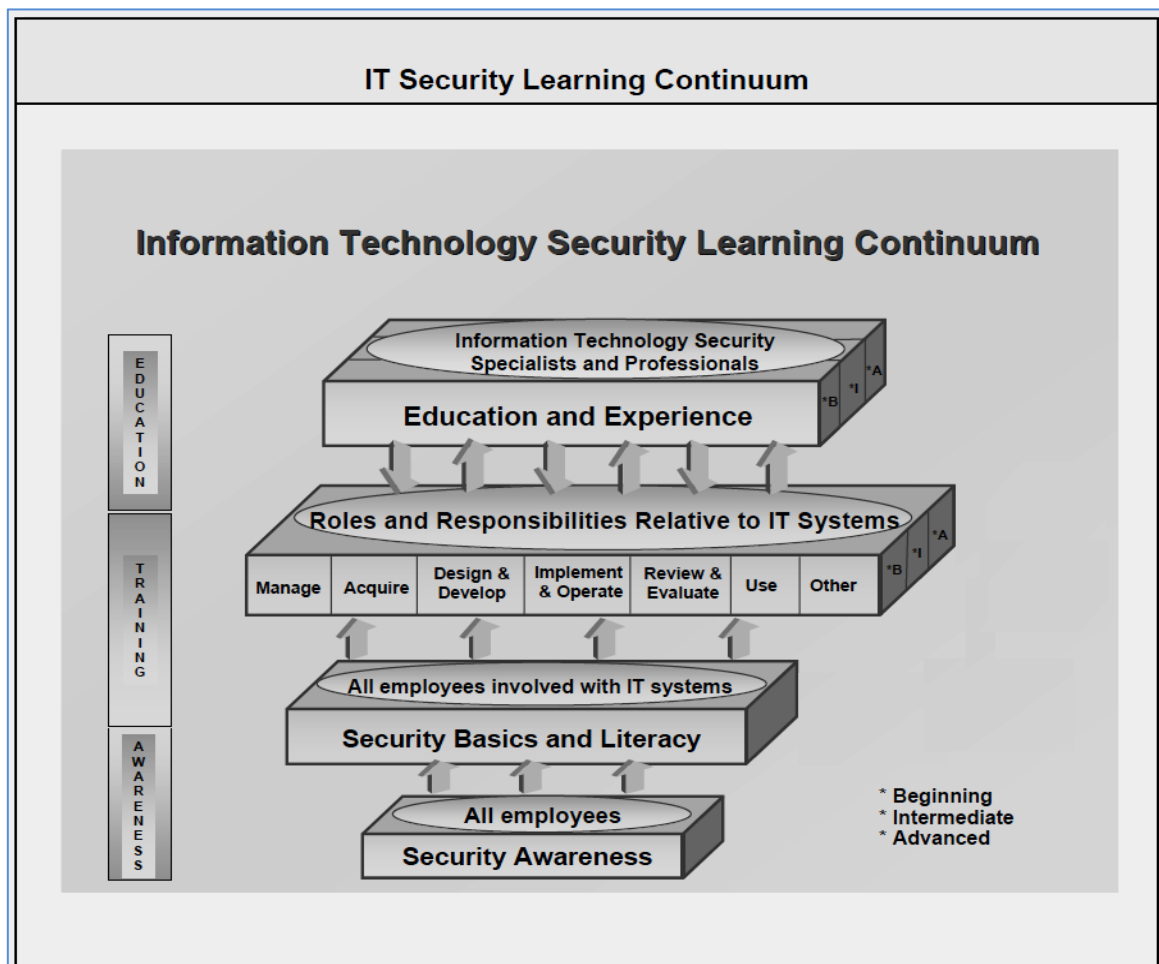 IT Security Learning Continuum
Information Technology Security Learning Continuum
EDUCATION
Information Technology Security
Specialists and Professionals
Education and Experience
*B
*I
*A
TRAINING
Roles and Responsibilities Relative to IT Systems
Manage
Acquire
Design &
Develop
Implement
& Operate
Review &
Evaluate
Use
Other
*B
*I
*A
All employees involved with IT systems
Security Basics and Literacy
AWARENESS
All employees
Security Awareness
* Beginning
* Intermediate
* Advanced